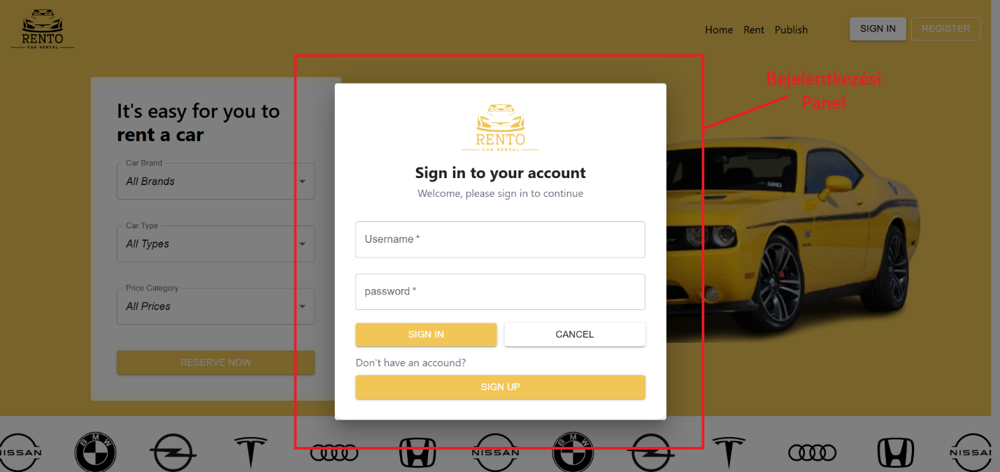 RENTO
CAR RENTAL
Home Rent Publish SIGN IN REGISTER
Bejelentkezési
Panel
It's easy for you to
rent a car
Car Brand
All Brands
Car Type
All Types
Price Category
All Prices
RESERVE NOW
RENTO
CAR RENTAL
Sign in to your account
Welcome, please sign in to continue
Username *
password *
SIGN IN CANCEL
Don't have an accound?
SIGN UP
NISSAN BMW NISSAN BMW NISSAN